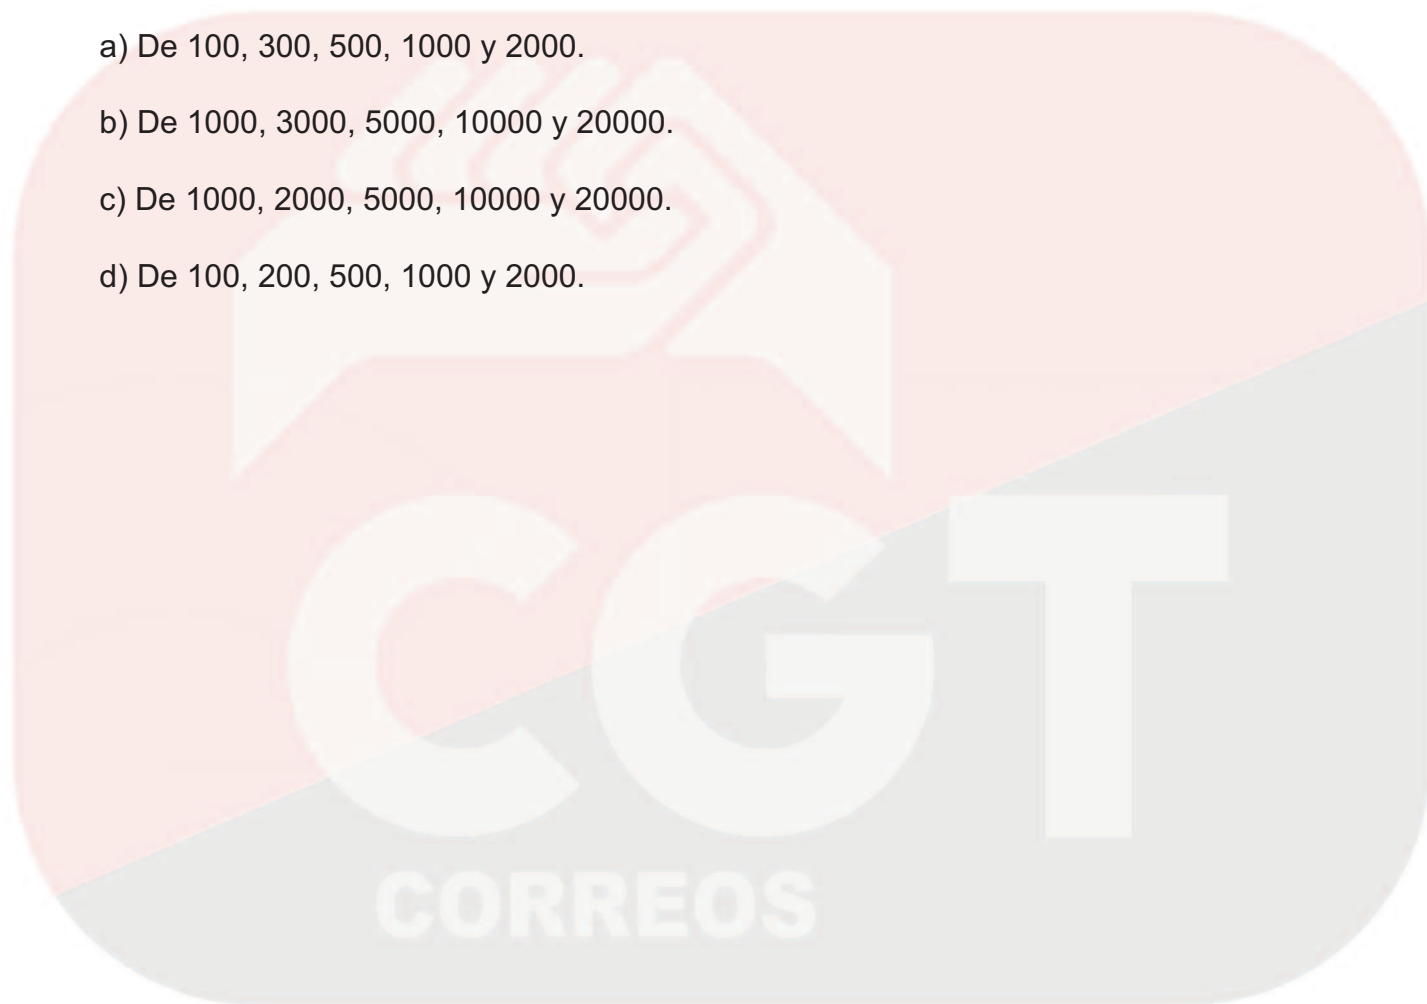 a) De 100, 300, 500, 1000 y 2000.
b) De 1000, 3000, 5000, 10000 y 20000.
c) De 1000, 2000, 5000, 10000 y 20000.
d) De 100, 200, 500, 1000 y 2000.
CGT
CORREOS